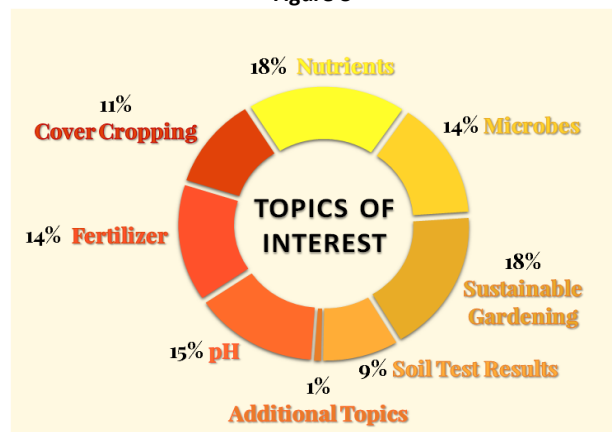 18% Nutrients
14% Microbes
18%
Sustainable
Gardening
9% Soil Test Results
1%
Additional Topics
15% pH
14% Fertilizer
11%
Cover Cropping
TOPICS OF
INTEREST